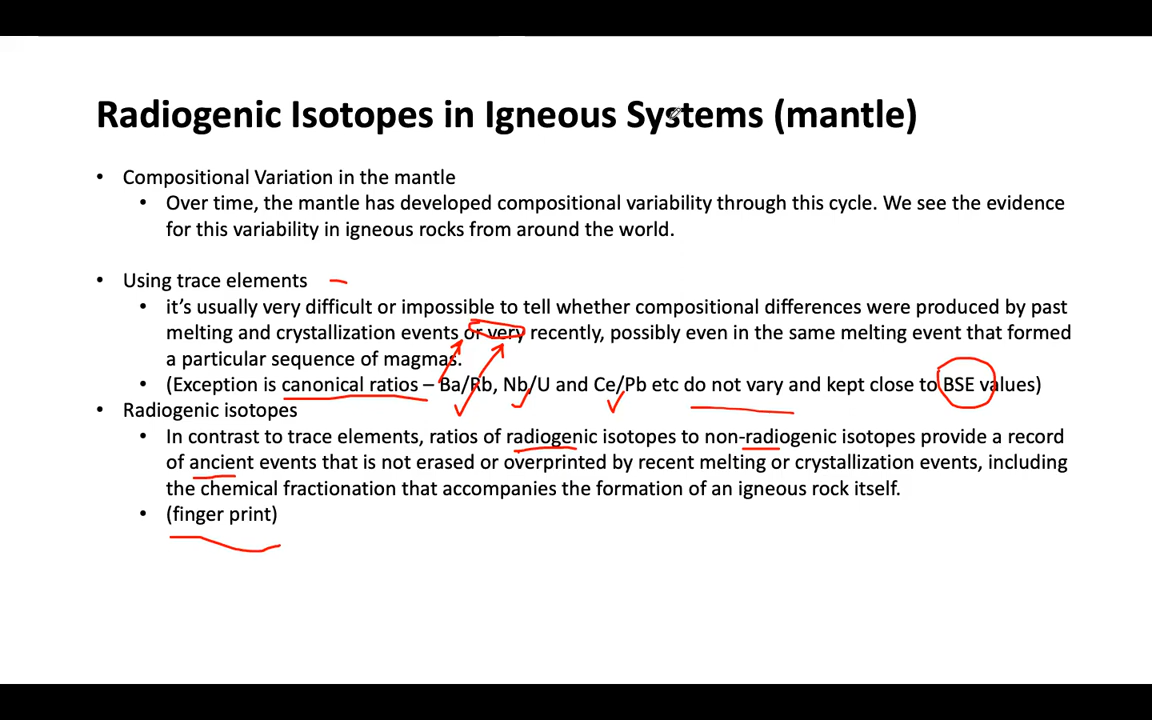 Radiogenic Isotopes in Igneous Systems (mantle)
• Compositional Variation in the mantle
• Over time, the mantle has developed compositional variability through this cycle. We see the evidence
for this variability in igneous rocks from around the world.
• Using trace elements
• it's usually very difficult or impossible to tell whether compositional differences were produced by past
melting and crystallization events or very recently, possibly even in the same melting event that formed
a particular sequence of magmas.
• (Exception is canonical ratios – Ba/Rb, Nb/U and Ce/Pb etc do not vary and kept close to BSE values)
• Radiogenic isotopes
• In contrast to trace elements, ratios of radiogenic isotopes to non-radiogenic isotopes provide a record
of ancient events that is not erased or overprinted by recent melting or crystallization events, including
the chemical fractionation that accompanies the formation of an igneous rock itself.
• (finger print)